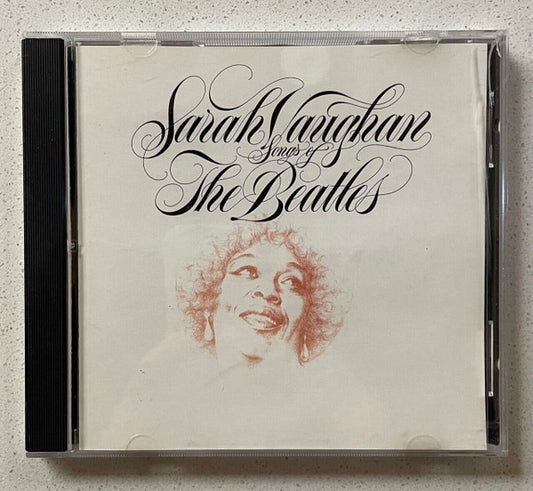 Sarah Vaughan
Songs of
The Beatles